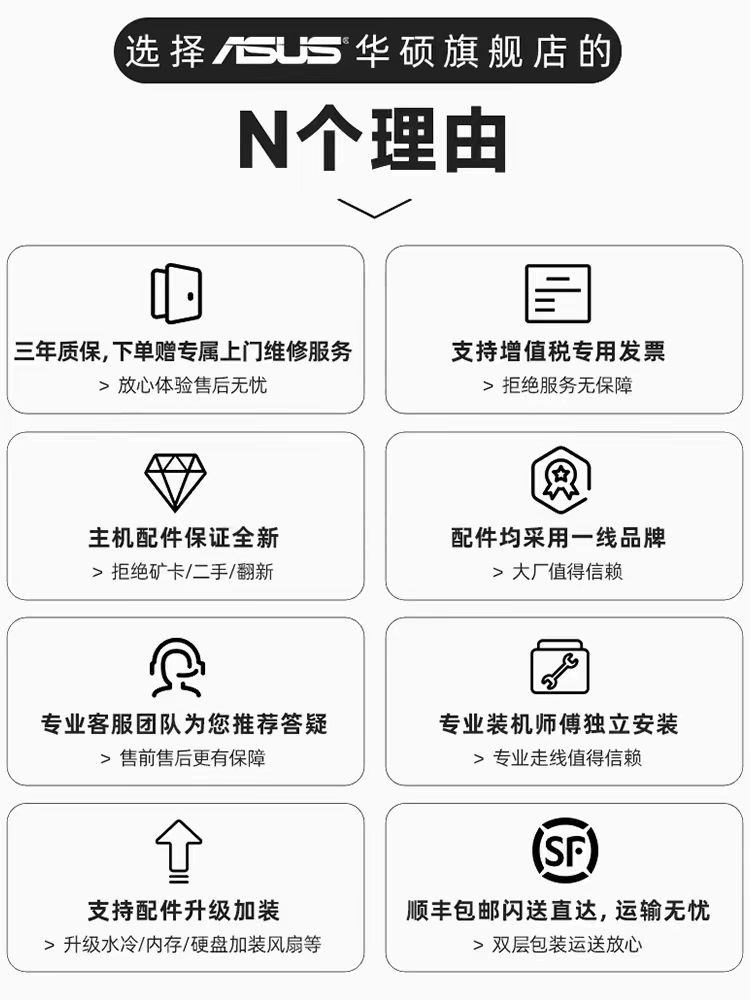 选择ASUS华硕旗舰店的
N个理由
三年质保,下单赠专属上门维修服务
> 放心体验售后无忧
支持增值税专用发票
> 拒绝服务无保障
主机配件保证全新
> 拒绝矿卡/二手/翻新
配件均采用一线品牌
> 大厂值得信赖
专业客服团队为您推荐答疑
> 售前售后更有保障
专业装机师傅独立安装
> 专业走线值得信赖
支持配件升级加装
> 升级水冷/内存/硬盘加装风扇等
SF
顺丰包邮闪送直达,运输无忧
> 双层包装运送放心